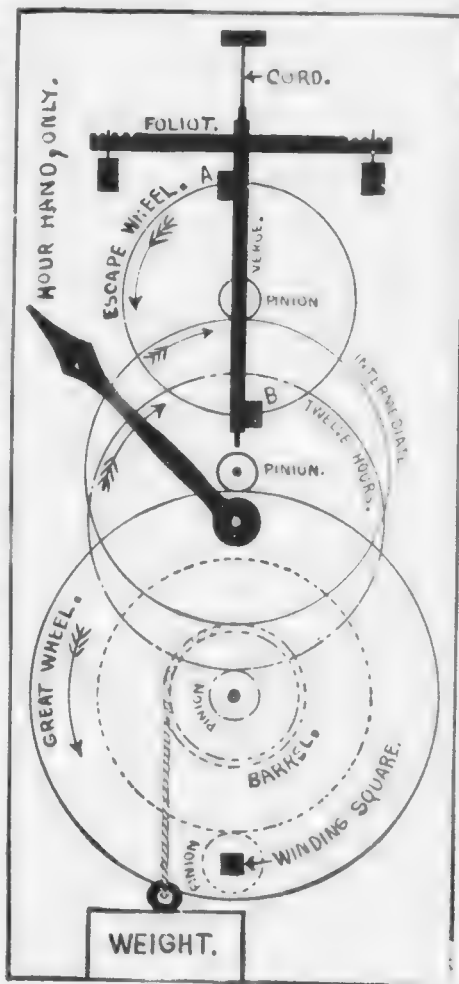 CORD.
FOLIOT.
HOUR HAND, ONLY.
A
ESCAPE WHEEL.
VERGE.
PINION
INTERMEDIATE
B
TWELVE HOURS.
PINION.
GREAT WHEEL.
PINION
BARREL.
WINDING SQUARE.
PINION
WEIGHT.